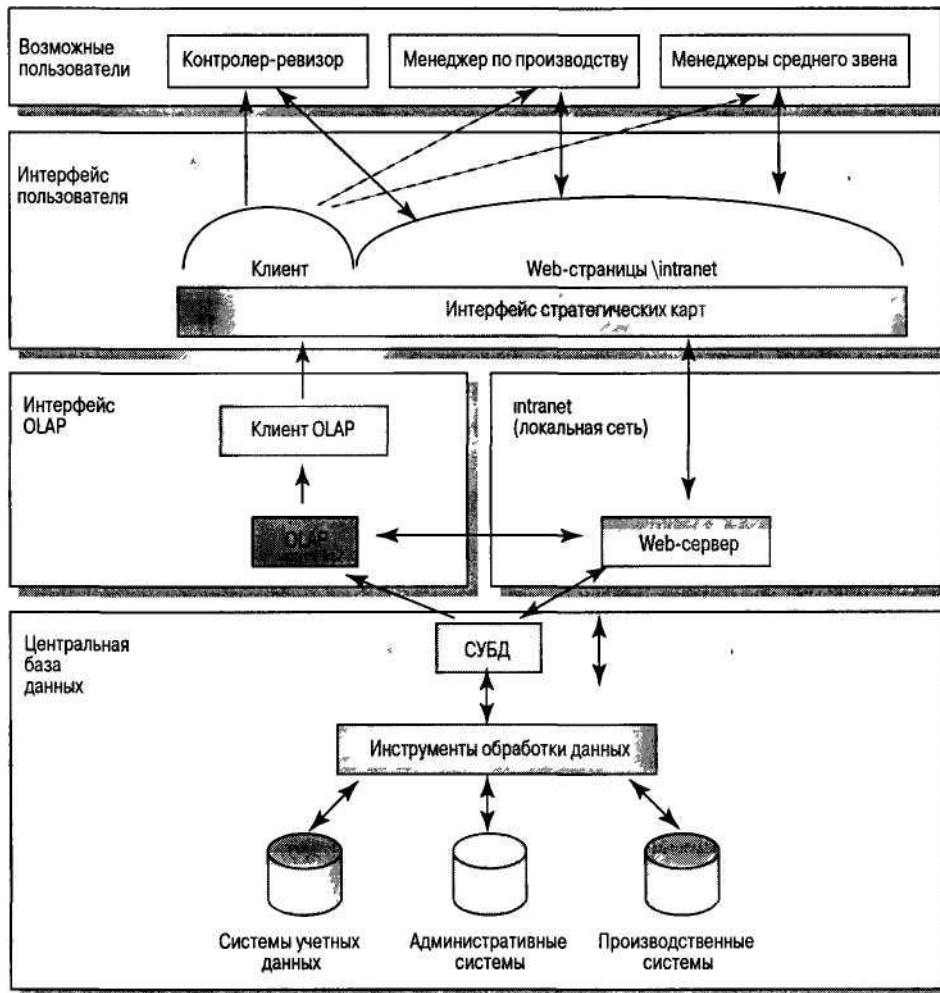 Возможные
пользователи
Контролер-ревизор
Менеджер по производству
Менеджеры среднего звена
Интерфейс
пользователя
Клиент
Web-страницы \intranet
Интерфейс стратегических карт
Интерфейс
OLAP
Клиент OLAP
OLAP
intranet
(локальная сеть)
Web-сервер
Центральная
база
данных
СУБД
Инструменты обработки данных
Системы учетных
данных
Административные
системы
Производственные
системы